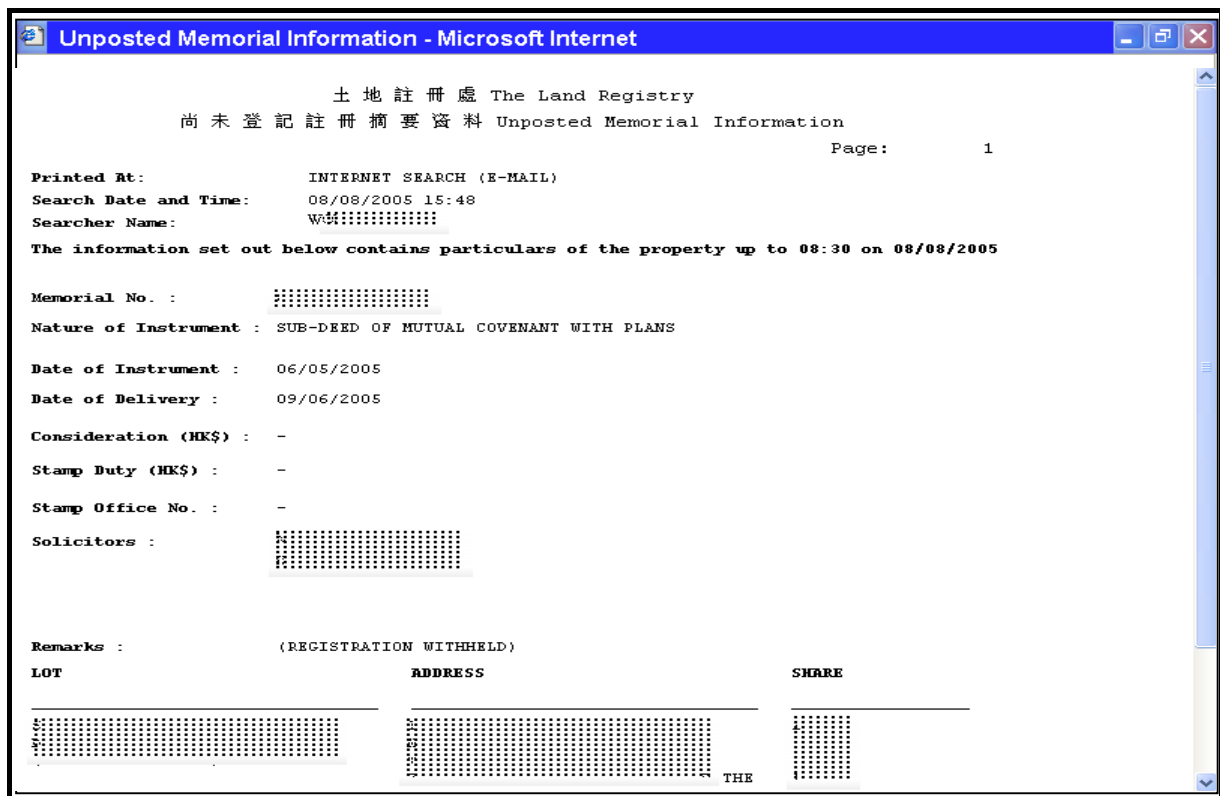 Unposted Memorial Information - Microsoft Internet
土地註冊處 The Land Registry
尚未登記註冊摘要資料 Unposted Memorial Information
Page: 1
Printed At: INTERNET SEARCH (E-MAIL)
Search Date and Time: 08/08/2005 15:48
Searcher Name:
The information set out below contains particulars of the property up to 08:30 on 08/08/2005
Memorial No. :
Nature of Instrument : SUB-DEED OF MUTUAL COVENANT WITH PLANS
Date of Instrument : 06/05/2005
Date of Delivery : 09/06/2005
Consideration (HK$) : -
Stamp Duty (HK$) : -
Stamp Office No. : -
Solicitors :
Remarks : (REGISTRATION WITHHELD)
LOT ADDRESS SHARE
THE